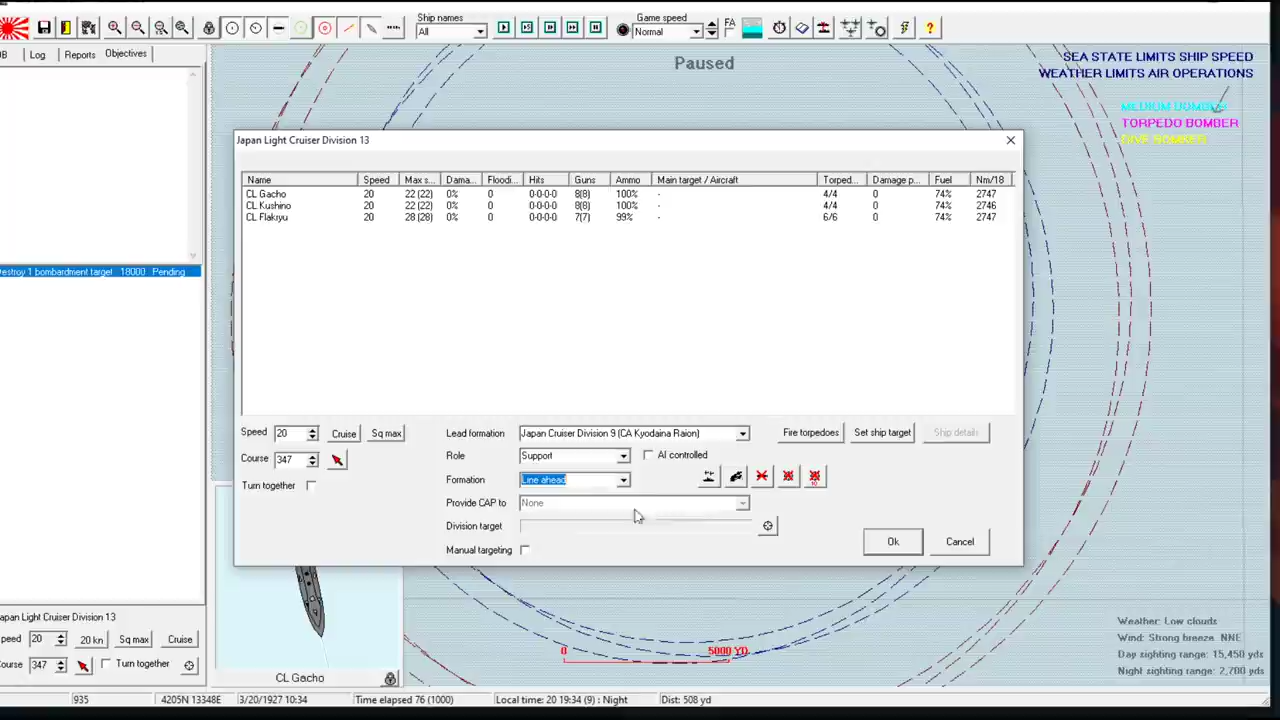 Ship names
All
Game speed
Normal
FA
Log
Reports
Objectives
Paused
SEA STATE LIMITS SHIP SPEED
WEATHER LIMITS AIR OPERATIONS
MEDIUM BOMBER
TORPEDO BOMBER
DIVE BOMBER
Destroy 1 bombardment target 18000 Pending
Japan Light Cruiser Division 13
Name Speed Max s... Dama... Floodi... Hits Guns Ammo Main target / Aircraft Torped... Damage p... Fuel Nm/18
CL Gacho 20 22 (22) 0% 0 0-0-0-0 8(8) 100% - 4/4 0 74% 2747
CL Kushino 20 22 (22) 0% 0 0-0-0-0 8(8) 100% - 4/4 0 74% 2746
CL Flakiyu 20 28 (28) 0% 0 0-0-0-0 7(7) 99% - 6/6 0 74% 2747
Speed 20 Cruise Sq max
Course 347
Turn together
Lead formation Japan Cruiser Division 9 (CA Kyodaina Raion) Fire torpedoes Set ship target Ship details
Role Support AI controlled
Formation Line ahead
Provide CAP to None
Division target
Manual targeting
Ok Cancel
apan Light Cruiser Division 13
peed 20 20 kn Sq max Cruise
ourse 347 Turn together
CL Gacho
0 5000 YD
Weather: Low clouds
Wind: Strong breeze NNE
Day sighting range: 15,450 yds
Night sighting range: 2,700 yds
935 4205N 13348E 3/20/1927 10:34 Time elapsed 76 (1000) Local time: 20 19:34 (9) : Night Dist: 508 yd